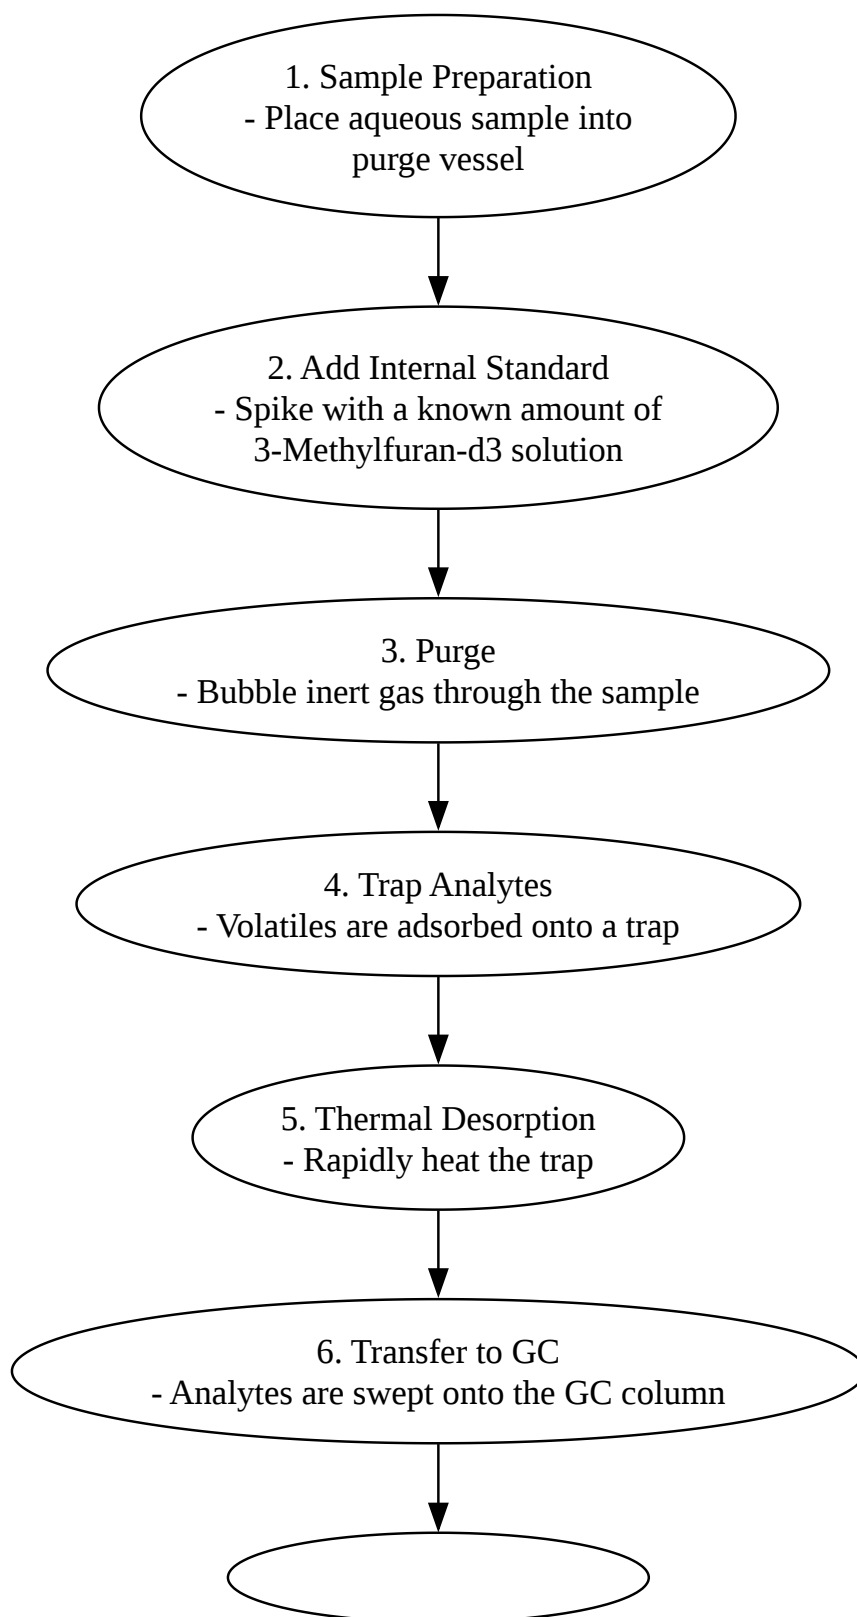 1. Sample Preparation
- Place aqueous sample into
purge vessel
2. Add Internal Standard
- Spike with a known amount of
3-Methylfuran-d3 solution
3. Purge
- Bubble inert gas through the sample
4. Trap Analytes
- Volatiles are adsorbed onto a trap
5. Thermal Desorption
- Rapidly heat the trap
6. Transfer to GC
- Analytes are swept onto the GC column